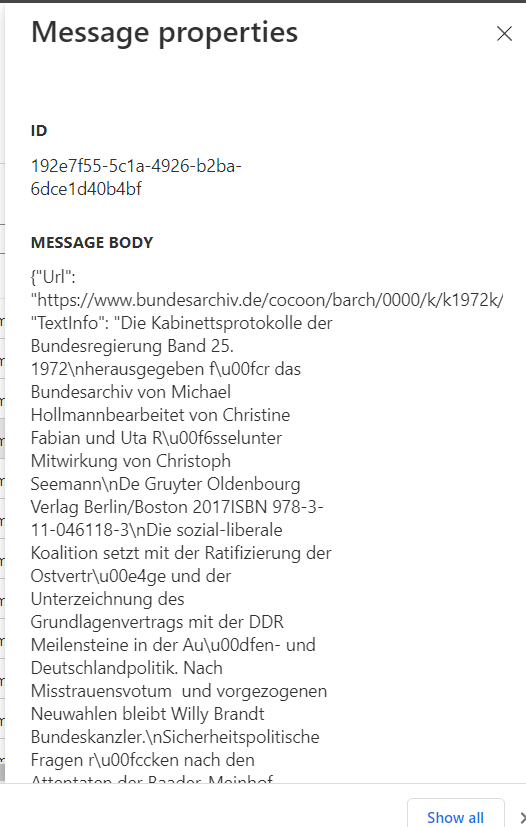 Message properties
ID
192e7f55-5c1a-4926-b2ba-
6dce1d40b4bf
MESSAGE BODY
{"Url":
"https://www.bundesarchiv.de/cocoon/barch/0000/k/k1972k/
"TextInfo": "Die Kabinettsprotokolle der
Bundesregierung Band 25.
1972\nherausgegeben f\u00fcr das
Bundesarchiv von Michael
Hollmannbearbeitet von Christine
Fabian und Uta R\u00f6sselunter
Mitwirkung von Christoph
Seemann\nDe Gruyter Oldenbourg
Verlag Berlin/Boston 2017ISBN 978-3-
11-046118-3\nDie sozial-liberale
Koalition setzt mit der Ratifizierung der
Ostvertr\u00e4ge und der
Unterzeichnung des
Grundlagenvertrags mit der DDR
Meilensteine in der Au\u00dfen- und
Deutschlandpolitik. Nach
Misstrauensvotum  und vorgezogenen
Neuwahlen bleibt Willy Brandt
Bundeskanzler.\nSicherheitspolitische
Fragen r\u00fccken nach den
Attentaten der Baader-Meinhof
Show all